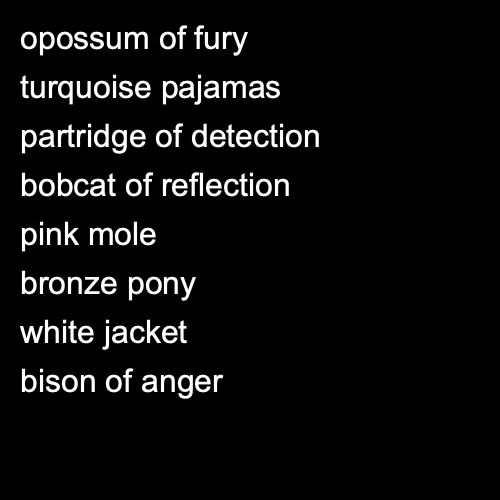 opossum of fury
turquoise pajamas
partridge of detection
bobcat of reflection
pink mole
bronze pony
white jacket
bison of anger